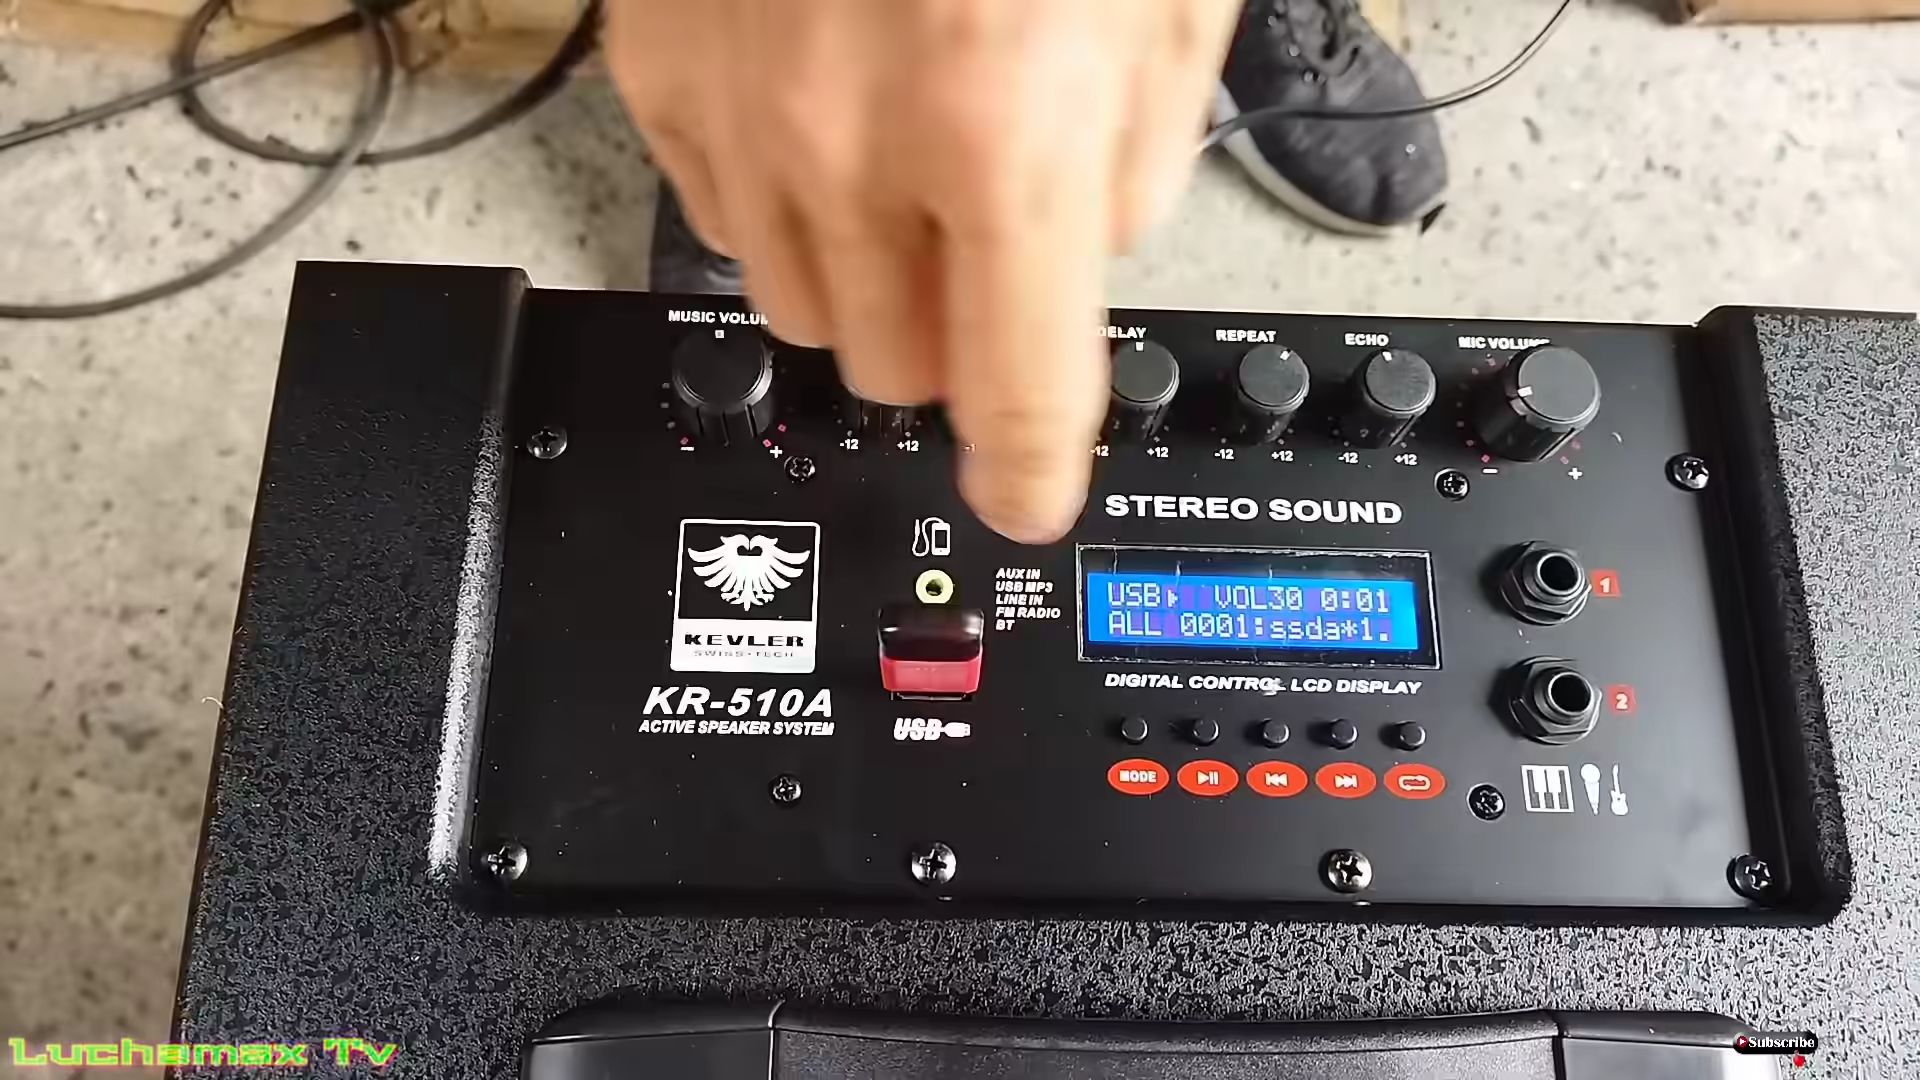 MUSIC VOLUM
DELAY
REPEAT
ECHO
MIC VOLUME
-12 +12
-12 +12
-12 +12
-12 +12
STEREO SOUND
AUX IN
USB MP3
LINE IN
FM RADIO
BT
USB VOL30 0:01
ALL 0001:ssda*1.
DIGITAL CONTROL LCD DISPLAY
KEVLER
SWISS-TECH
KR-510A
ACTIVE SPEAKER SYSTEM
USB
MODE
1
2
Luchamax Tv
Subscribe